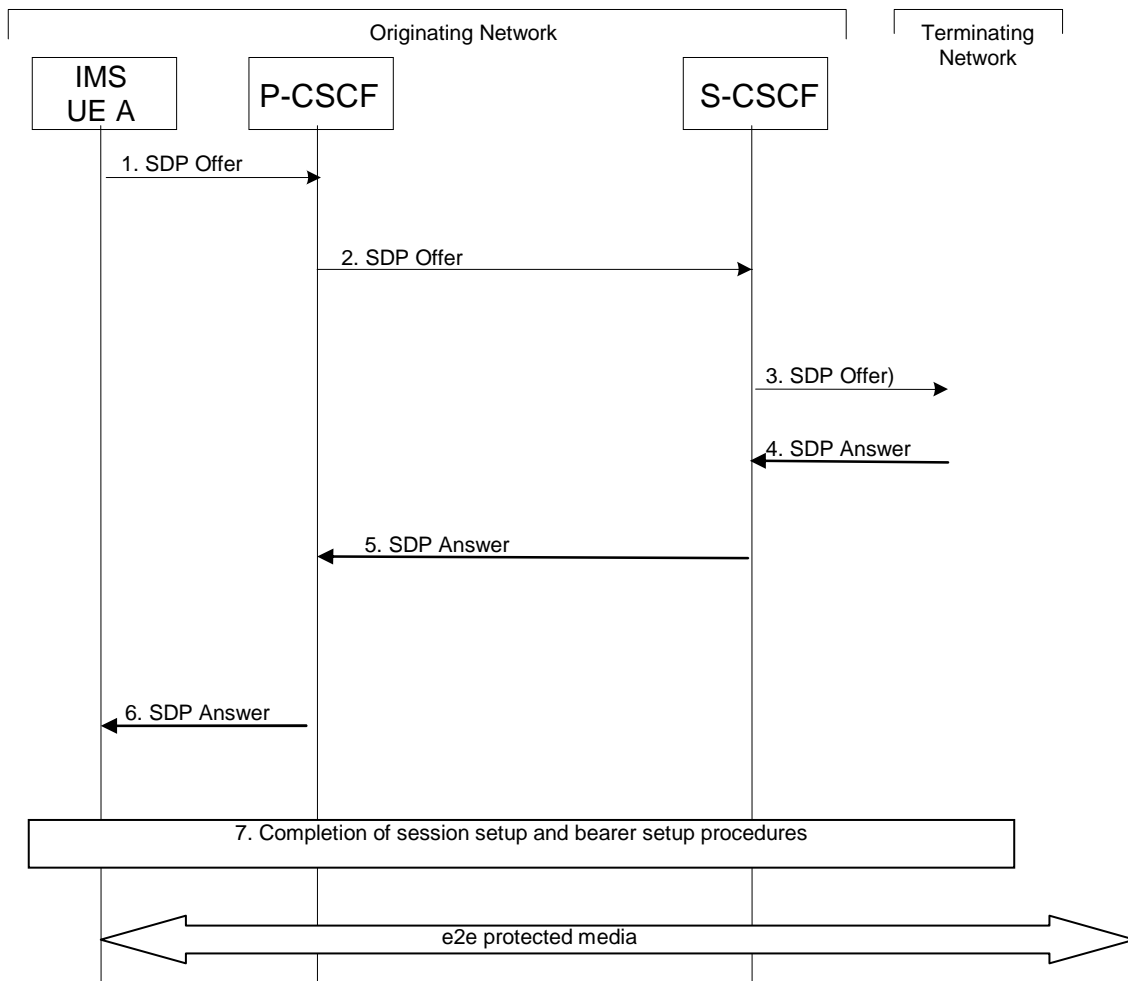 Originating Network
Terminating
Network
IMS
UE A
P-CSCF
S-CSCF
1. SDP Offer
2. SDP Offer
3. SDP Offer)
4. SDP Answer
5. SDP Answer
6. SDP Answer
7. Completion of session setup and bearer setup procedures
e2e protected media